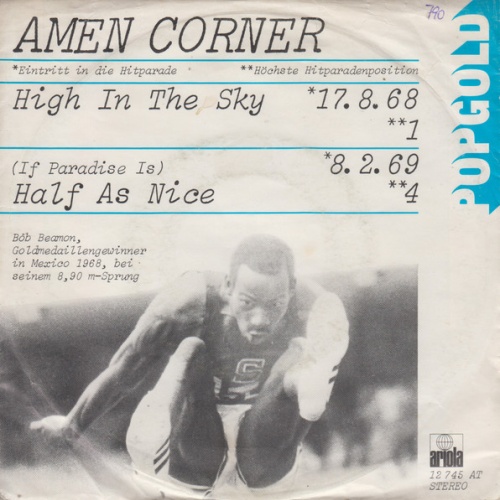 790
AMEN CORNER
*Eintritt in die Hitparade **Höchste Hitparadenposition
High In The Sky *17.8.68
**1
(If Paradise Is) *8.2.69
Half As Nice **4
POPGOLD
Bob Beamon,
Goldmedaillengewinner
in Mexico 1968, bei
seinem 8,90 m-Sprung
US
ariola
12 745 AT
STEREO